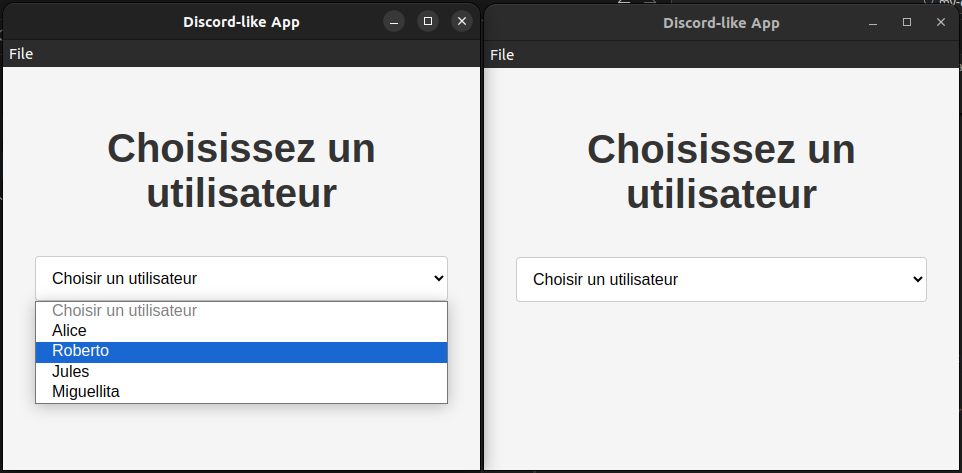 Discord-like App
File
Choisissez un
utilisateur
Choisir un utilisateur
Choisir un utilisateur
Alice
Roberto
Jules
Miguellita
Discord-like App
File
Choisissez un
utilisateur
Choisir un utilisateur